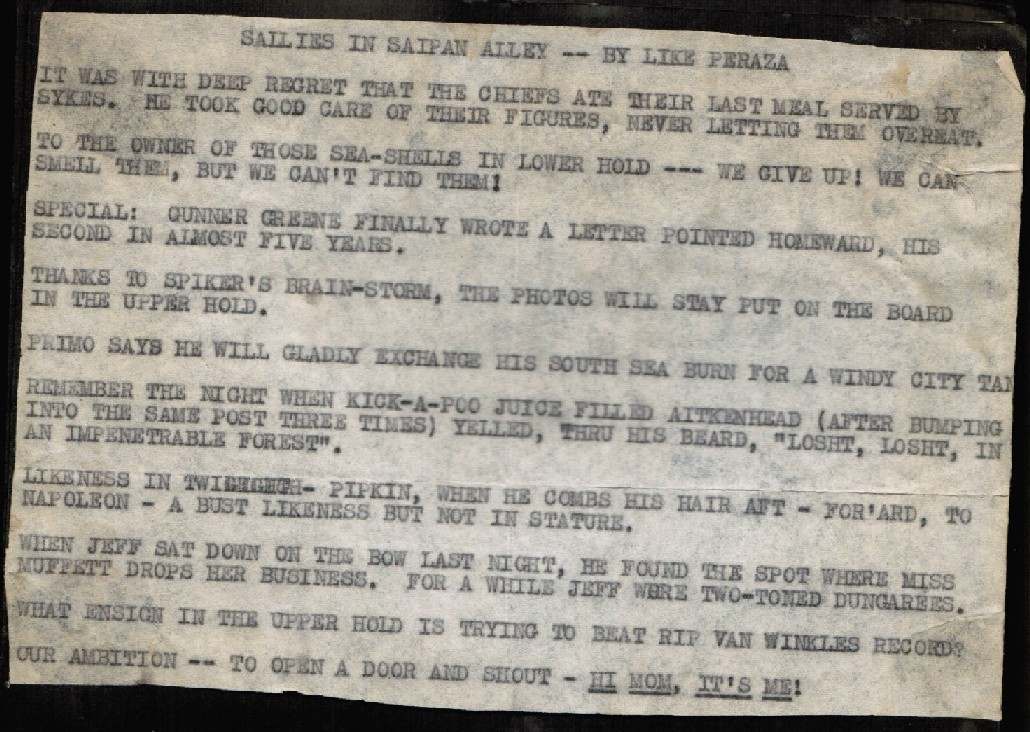 SALLIES IN SAIPAN ALLEY -- BY LIKE PERAZA
IT WAS WITH DEEP REGRET THAT THE CHIEFS ATE THEIR LAST MEAL SERVED BY
SYKES. HE TOOK GOOD CARE OF THEIR FIGURES, NEVER LETTING THEM OVEREAT.
TO THE OWNER OF THOSE SEA-SHELLS IN LOWER HOLD --- WE GIVE UP! WE CAN
SMELL THEM, BUT WE CAN'T FIND THEM!
SPECIAL: GUNNER GREENE FINALLY WROTE A LETTER POINTED HOMEWARD, HIS
SECOND IN ALMOST FIVE YEARS.
THANKS TO SPIKER'S BRAIN-STORM, THE PHOTOS WILL STAY PUT ON THE BOARD
IN THE UPPER HOLD.
PRIMO SAYS HE WILL GLADLY EXCHANGE HIS SOUTH SEA BURN FOR A WINDY CITY TAN
REMEMBER THE NIGHT WHEN KICK-A-POO JUICE FILLED AITKENHEAD (AFTER BUMPING
INTO THE SAME POST THREE TIMES) YELLED, THRU HIS BEARD, "LOSHT, LOSHT, IN
AN IMPENETRABLE FOREST".
LIKENESS IN - PIPKIN, WHEN HE COMBS HIS HAIR AFT - FOR'ARD, TO
NAPOLEON - A BUST LIKENESS BUT NOT IN STATURE.
WHEN JEFF SAT DOWN ON THE BOW LAST NIGHT, HE FOUND THE SPOT WHERE MISS
MUFFETT DROPS HER BUSINESS. FOR A WHILE JEFF WORE TWO-TONED DUNGAREES.
WHAT ENSIGN IN THE UPPER HOLD IS TRYING TO BEAT RIP VAN WINKLES RECORD?
OUR AMBITION -- TO OPEN A DOOR AND SHOUT - HI MOM, IT'S ME!